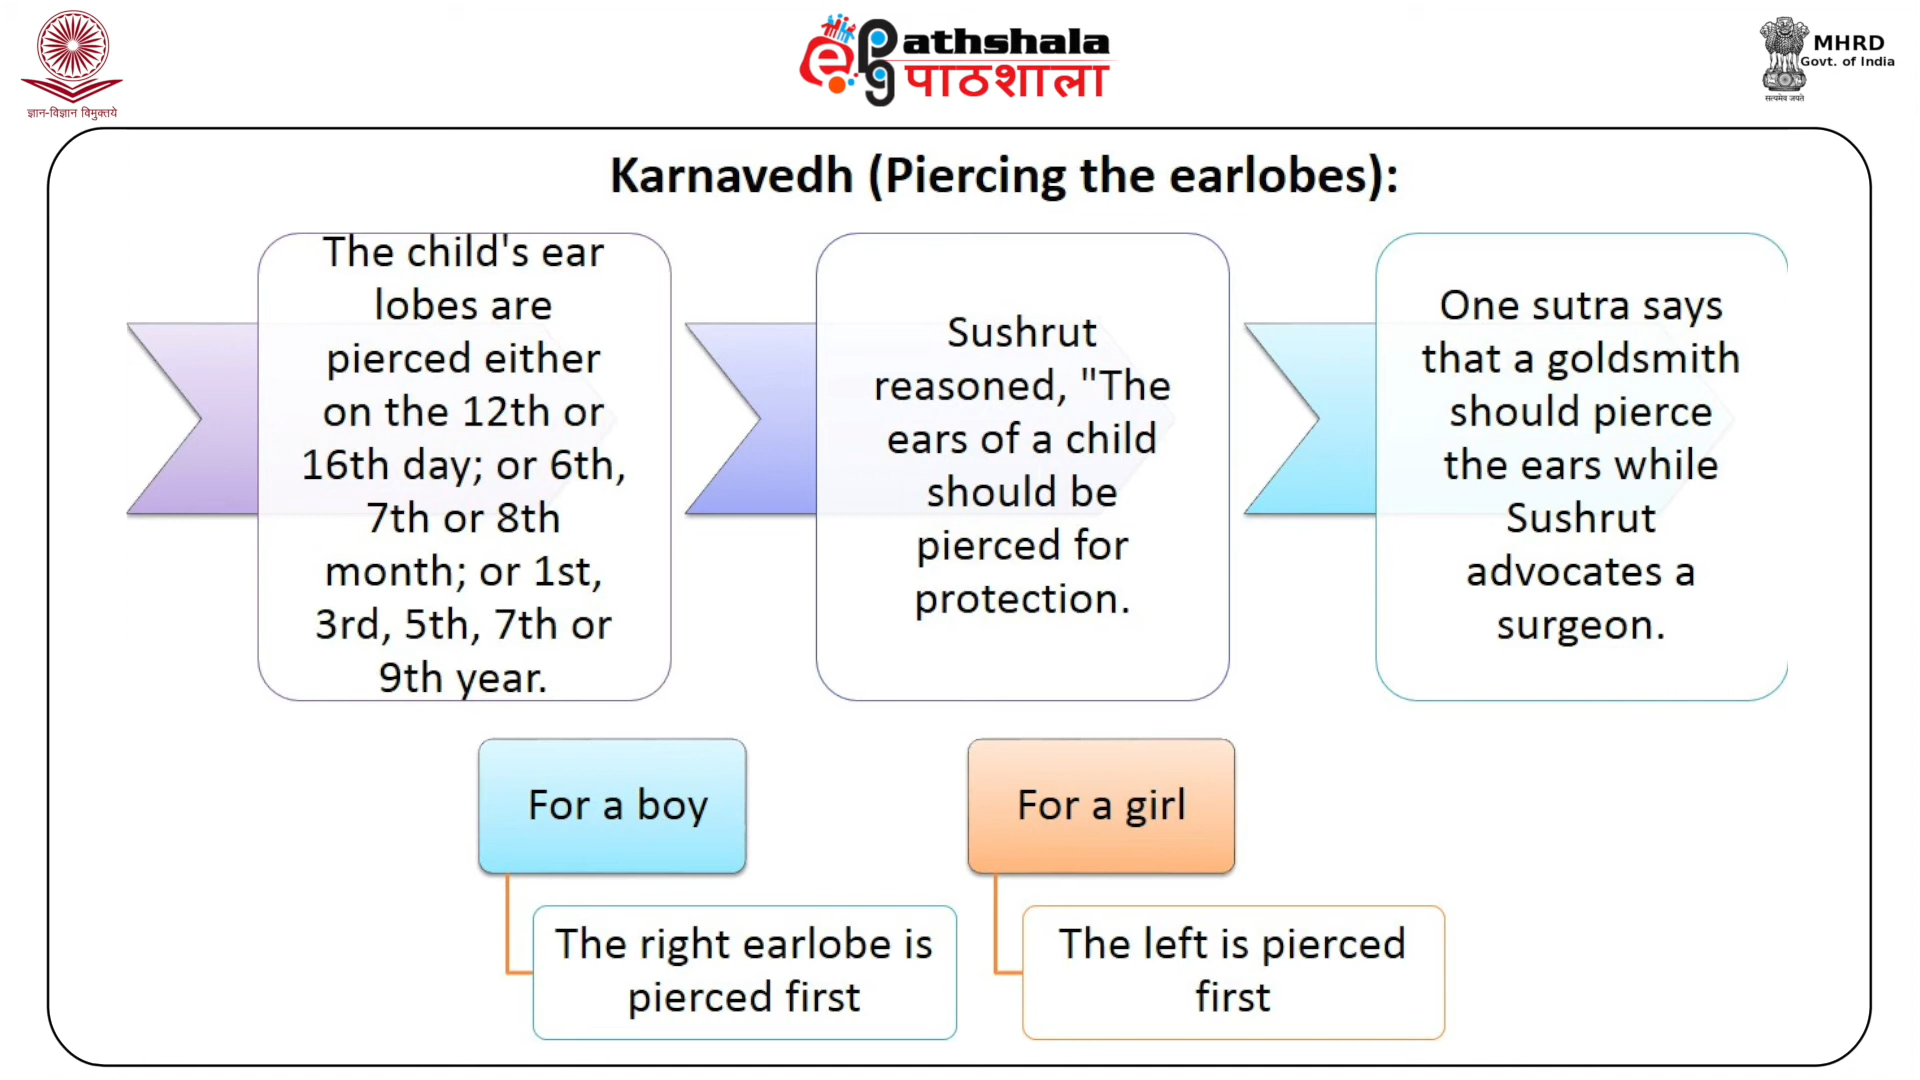 ज्ञान-विज्ञान विमुक्तये
ePG
athshala
पाठशाला
MHRD
Govt. of India
सत्यमेव जयते
Karnavedh (Piercing the earlobes):
The child's ear
lobes are
pierced either
on the 12th or
16th day; or 6th,
7th or 8th
month; or 1st,
3rd, 5th, 7th or
9th year.
Sushrut
reasoned, "The
ears of a child
should be
pierced for
protection.
One sutra says
that a goldsmith
should pierce
the ears while
Sushrut
advocates a
surgeon.
For a boy
The right earlobe is
pierced first
For a girl
The left is pierced
first